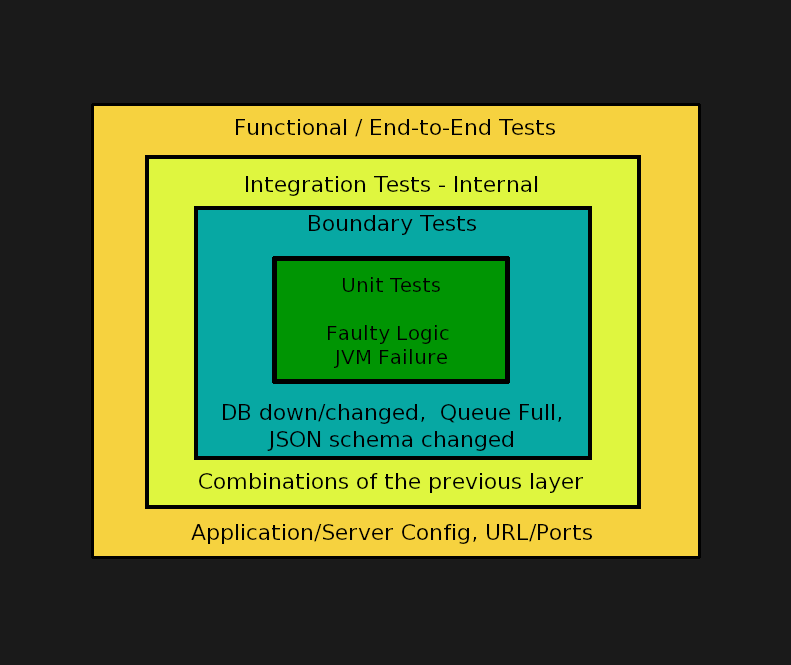 Functional / End-to-End Tests
Integration Tests - Internal
Boundary Tests
Unit Tests
Faulty Logic
JVM Failure
DB down/changed,  Queue Full,
JSON schema changed
Combinations of the previous layer
Application/Server Config, URL/Ports